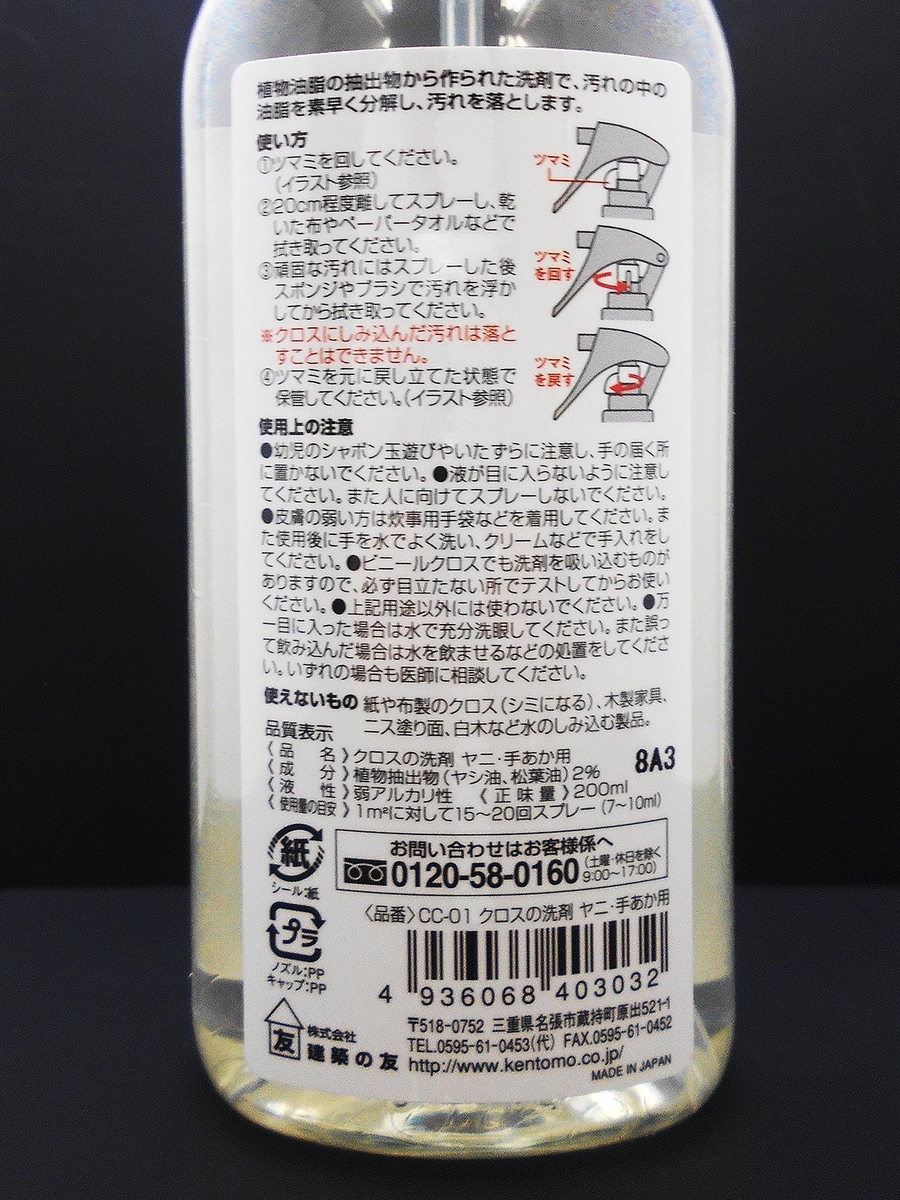 植物油脂の抽出物から作られた洗剤で、汚れの中の
油脂を素早く分解し、汚れを落とします。
使い方
①ツマミを回してください。
(イラスト参照)
②20cm程度離してスプレーし、乾
いた布やペーパータオルなどで
拭き取ってください。
③頑固な汚れにはスプレーした後
スポンジやブラシで汚れを浮か
してから拭き取ってください。
※クロスにしみ込んだ汚れは落と
すことはできません。
④ツマミを元に戻し立てた状態で
保管してください。(イラスト参照)
ツマミ
ツマミ
を回す
ツマミ
を戻す
使用上の注意
●幼児のシャボン玉遊びやいたずらに注意し、手の届く所
に置かないでください。●液が目に入らないように注意し
てください。また人に向けてスプレーしないでください。
●皮膚の弱い方は炊事用手袋などを着用してください。ま
た使用後に手を水でよく洗い、クリームなどで手入れをし
てください。●ビニールクロスでも洗剤を吸い込むものが
ありますので、必ず目立たない所でテストしてからお使い
ください。●上記用途以外には使わないでください。●万
一目に入った場合は水で充分洗眼してください。また誤っ
て飲み込んだ場合は水を飲ませるなどの処置をしてくださ
い。いずれの場合も医師に相談してください。
使えないもの 紙や布製のクロス(シミになる)、木製家具、
ニス塗り面、白木など水のしみ込む製品。
品質表示
〈品名〉クロスの洗剤 ヤニ・手あか用
8A3
〈成分〉植物抽出物(ヤシ油、松葉油)2%
〈液性〉弱アルカリ性 〈正味量〉200ml
〈使用量の目安〉1m²に対して15～20回スプレー(7～10ml)
紙
シール:紙
お問い合わせはお客様係へ
0120-58-0160 (土曜・休日を除く 9:00～17:00)
プラ
ノズル:PP
キャップ:PP
〈品番〉CC-01 クロスの洗剤 ヤニ・手あか用
4 936068 403032
友
株式会社
建築の友
〒518-0752 三重県名張市蔵持町原出521-1
TEL.0595-61-0453(代) FAX.0595-61-0452
http://www.kentomo.co.jp/
MADE IN JAPAN